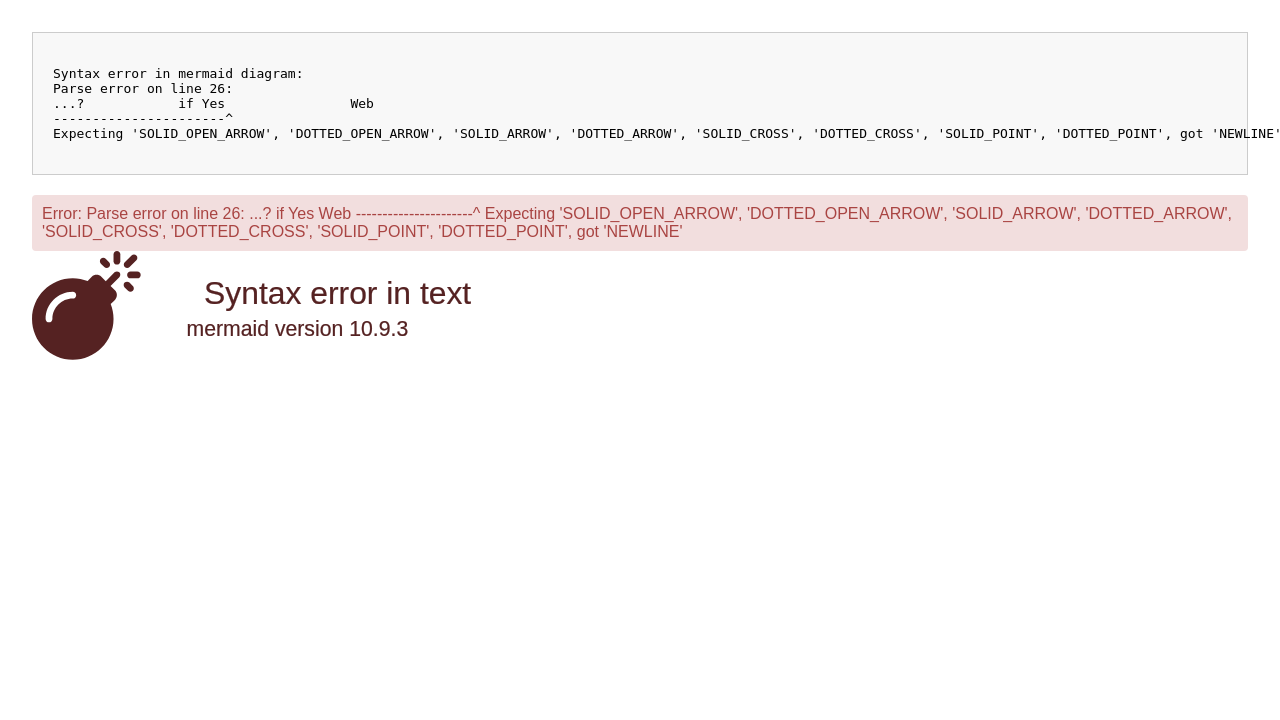 Syntax error in mermaid diagram:
Parse error on line 26:
...?            if Yes                Web
----------------------^
Expecting 'SOLID_OPEN_ARROW', 'DOTTED_OPEN_ARROW', 'SOLID_ARROW', 'DOTTED_ARROW', 'SOLID_CROSS', 'DOTTED_CROSS', 'SOLID_POINT', 'DOTTED_POINT', got 'NEWLINE'
Error: Parse error on line 26: ...? if Yes Web ----------------------^ Expecting 'SOLID_OPEN_ARROW', 'DOTTED_OPEN_ARROW', 'SOLID_ARROW', 'DOTTED_ARROW',
'SOLID_CROSS', 'DOTTED_CROSS', 'SOLID_POINT', 'DOTTED_POINT', got 'NEWLINE'
Syntax error in text
mermaid version 10.9.3